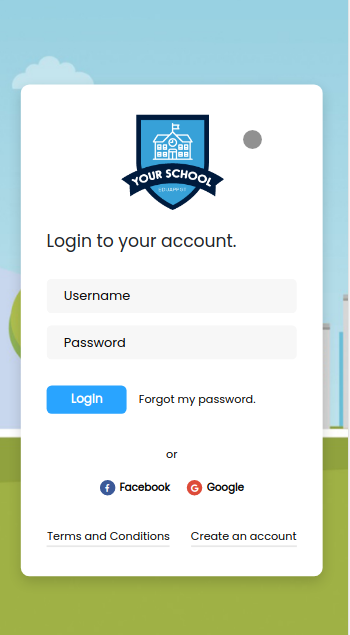 YOUR SCHOOL
Login to your account.
Username
Password
Login
Forgot my password.
or
Facebook
Google
Terms and Conditions
Create an account